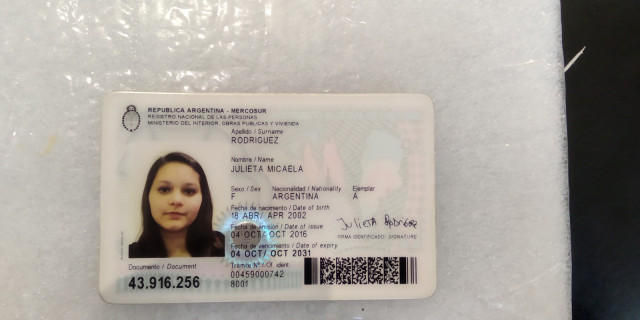 REPUBLICA ARGENTINA - MERCOSUR
REGISTRO NACIONAL DE LAS PERSONAS
MINISTERIO DEL INTERIOR, OBRAS PUBLICAS Y VIVIENDA
Apellido / Surname
RODRIGUEZ
Nombre / Name
JULIETA MICAELA
Sexo / Sex Nacionalidad / Nationality Ejemplar
F ARGENTINA A
Fecha de nacimiento / Date of birth
18 ABR/ APR 2002
Fecha de emisión / Date of issue
04 OCT/ OCT 2016
Julieta Rodriguez
FIRMA IDENTIFICADO / SIGNATURE
Fecha de vencimiento / Date of expiry
04 OCT/ OCT 2031
Documento / Document
Trámite N° / Of. ident.
43.916.256
00459000742
8001